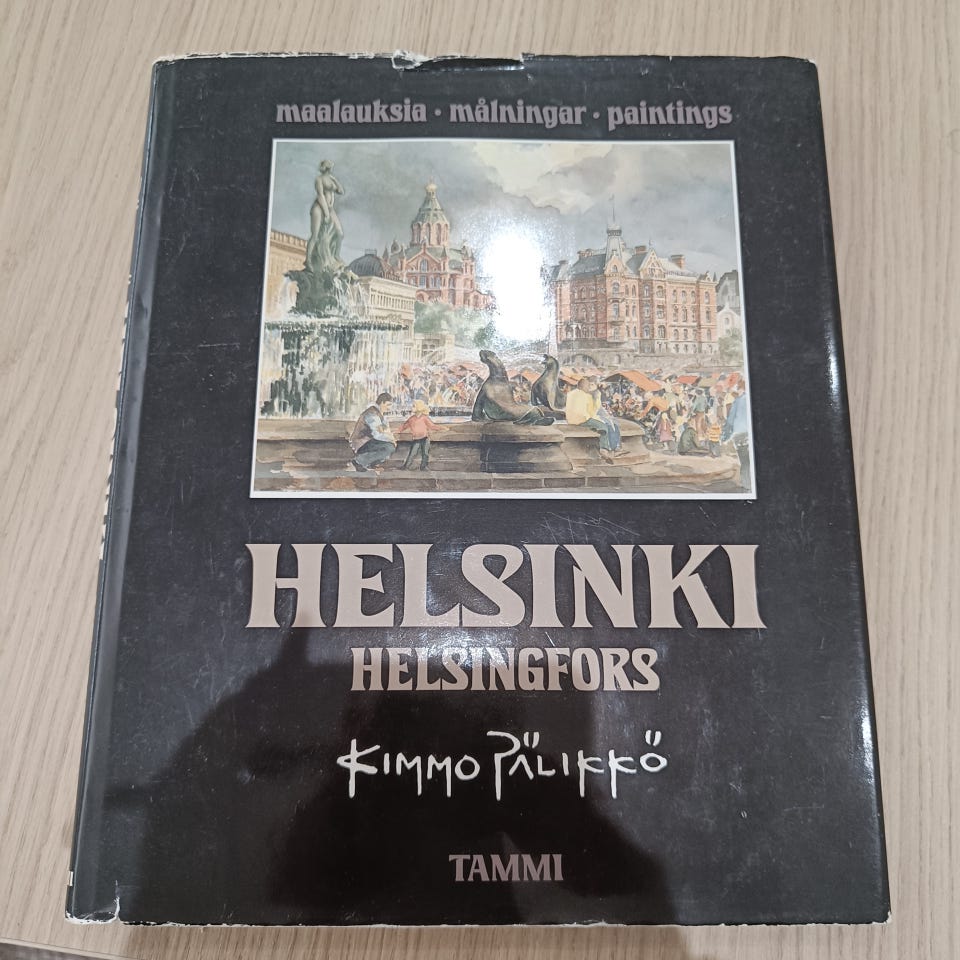 maalauksia · målningar · paintings
HELSINKI
HELSINGFORS
KIMMO PÄLIKKÖ
TAMMI